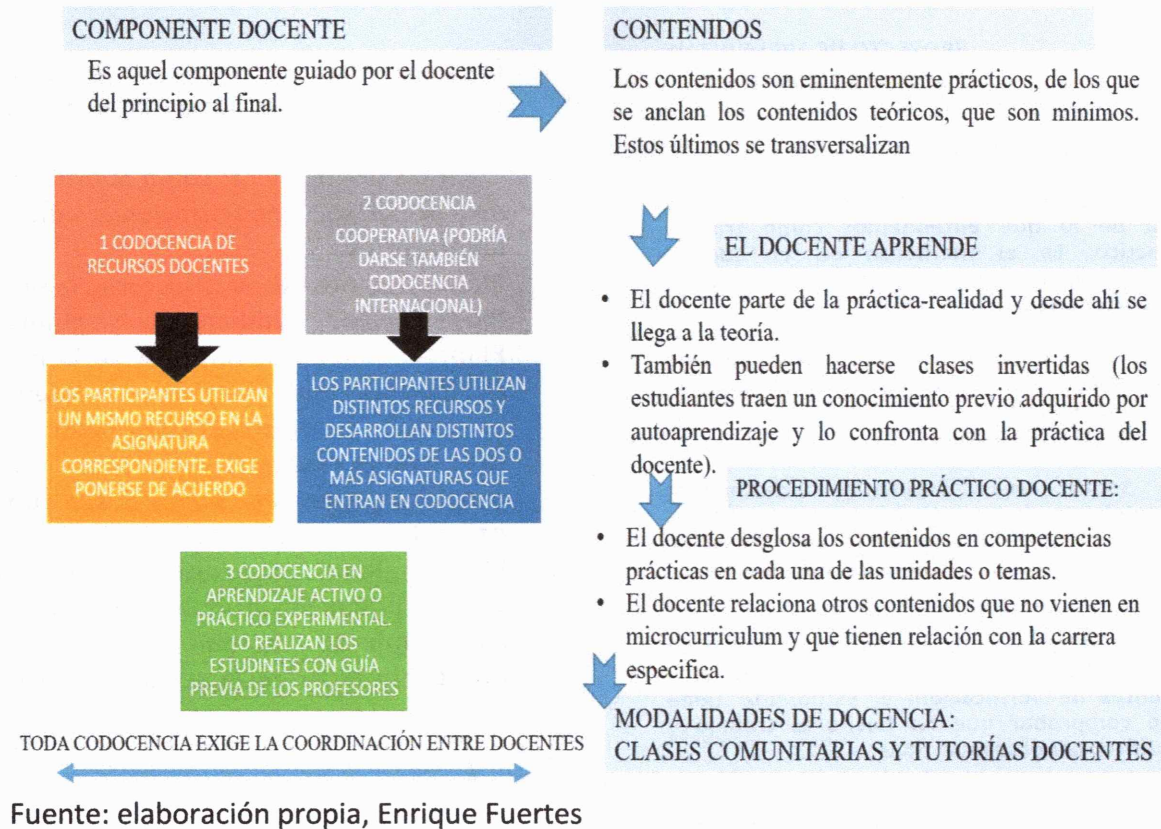 COMPONENTE DOCENTE
Es aquel componente guiado por el docente
del principio al final.
1 CODOCENCIA DE
RECURSOS DOCENTES
2 CODOCENCIA
COOPERATIVA (PODRÍA
DARSE TAMBIÉN
CODOCENCIA
INTERNACIONAL)
LOS PARTICIPANTES UTILIZAN
UN MISMO RECURSO EN LA
ASIGNATURA
CORRESPONDIENTE. EXIGE
PONERSE DE ACUERDO
LOS PARTICIPANTES UTILIZAN
DISTINTOS RECURSOS Y
DESARROLLAN DISTINTOS
CONTENIDOS DE LAS DOS O
MÁS ASIGNATURAS QUE
ENTRAN EN CODOCENCIA
3 CODOCENCIA EN
APRENDIZAJE ACTIVO O
PRÁCTICO EXPERIMENTAL.
LO REALIZAN LOS
ESTUDINTES CON GUÍA
PREVIA DE LOS PROFESORES
TODA CODOCENCIA EXIGE LA COORDINACIÓN ENTRE DOCENTES
CONTENIDOS
Los contenidos son eminentemente prácticos, de los que
se anclan los contenidos teóricos, que son mínimos.
Estos últimos se transversalizan
EL DOCENTE APRENDE
• El docente parte de la práctica-realidad y desde ahí se
llega a la teoría.
• También pueden hacerse clases invertidas (los
estudiantes traen un conocimiento previo adquirido por
autoaprendizaje y lo confronta con la práctica del
docente).
PROCEDIMIENTO PRÁCTICO DOCENTE:
• El docente desglosa los contenidos en competencias
prácticas en cada una de las unidades o temas.
• El docente relaciona otros contenidos que no vienen en
microcurriculum y que tienen relación con la carrera
especifica.
MODALIDADES DE DOCENCIA:
CLASES COMUNITARIAS Y TUTORÍAS DOCENTES
Fuente: elaboración propia, Enrique Fuertes